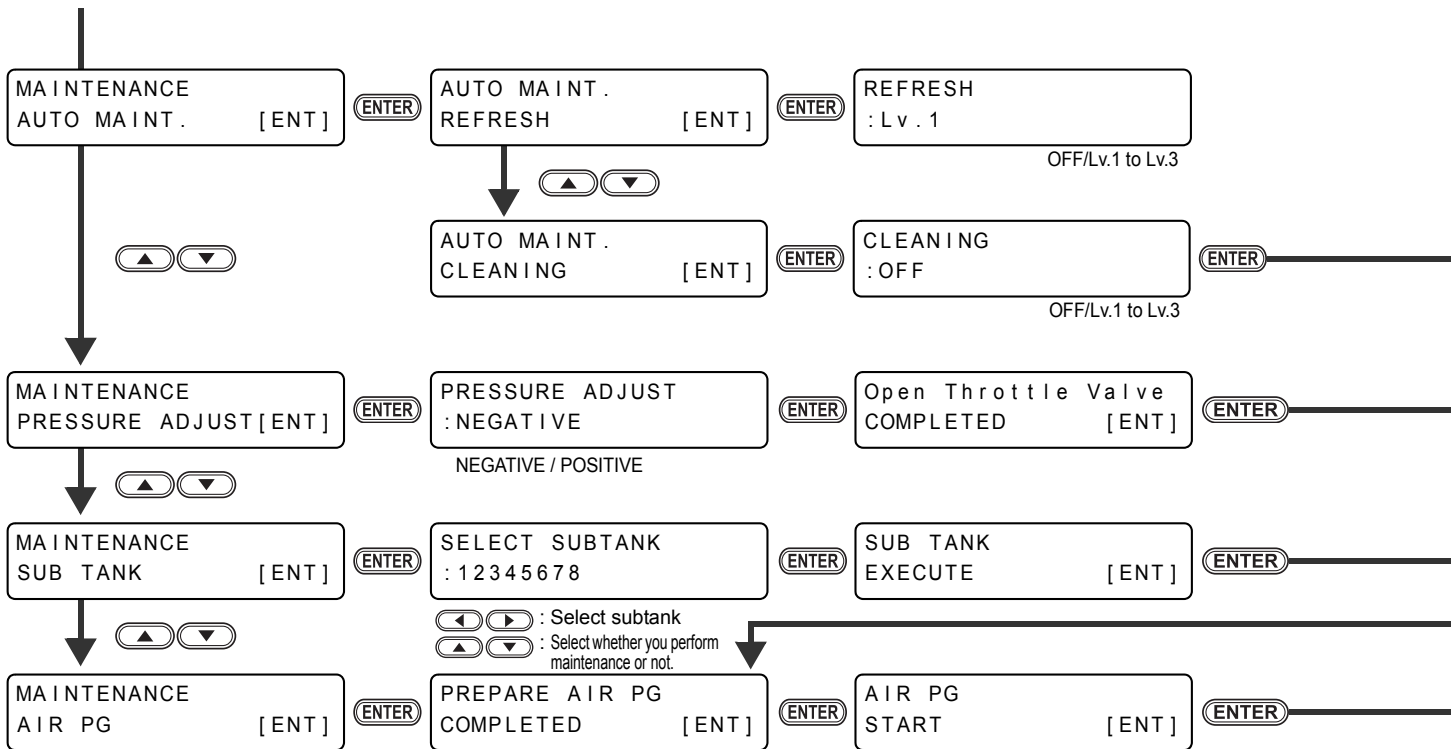 MAINTENANCE
AUTO MAINT. [ENT]
ENTER
AUTO MAINT.
REFRESH [ENT]
ENTER
REFRESH
:Lv.1
OFF/Lv.1 to Lv.3
AUTO MAINT.
CLEANING [ENT]
ENTER
CLEANING
:OFF
ENTER
OFF/Lv.1 to Lv.3
MAINTENANCE
PRESSURE ADJUST[ENT]
ENTER
PRESSURE ADJUST
:NEGATIVE
ENTER
Open Throttle Valve
COMPLETED [ENT]
ENTER
NEGATIVE / POSITIVE
MAINTENANCE
SUB TANK [ENT]
ENTER
SELECT SUBTANK
:12345678
ENTER
SUB TANK
EXECUTE [ENT]
ENTER
: Select subtank
: Select whether you perform
maintenance or not.
MAINTENANCE
AIR PG [ENT]
ENTER
PREPARE AIR PG
COMPLETED [ENT]
ENTER
AIR PG
START [ENT]
ENTER